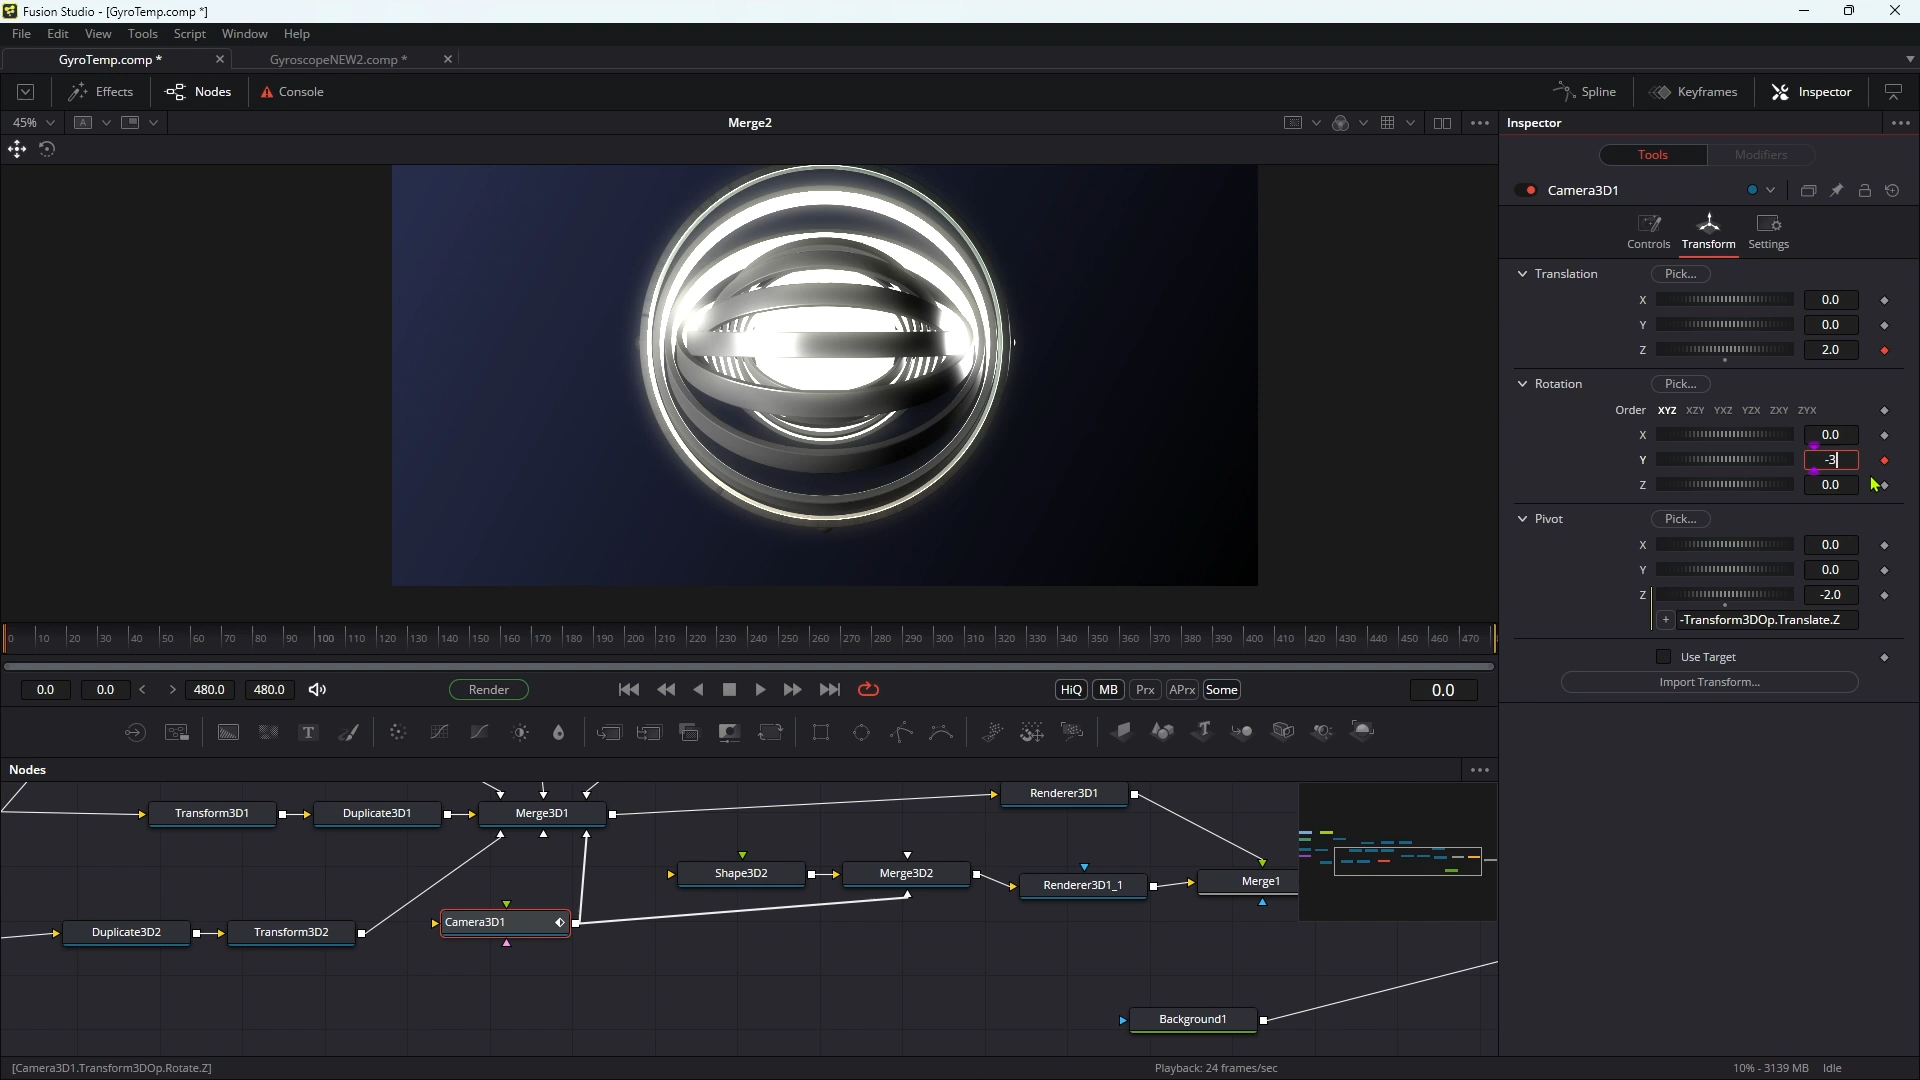 Fusion Studio - [GyroTemp.comp *]
File Edit View Tools Script Window Help
GyroTemp.comp * GyroscopeNEW2.comp *
Effects Nodes Console Spline Keyframes Inspector
45% A Merge2 Inspector
Tools Modifiers
Camera3D1
Controls Transform Settings
Translation Pick...
X 0.0
Y 0.0
Z 2.0
Rotation Pick...
Order XYZ XZY YXZ YZX ZXY ZYX
X 0.0
Y -3
Z 0.0
Pivot Pick...
X 0.0
Y 0.0
Z -2.0
+ -Transform3DOp.Translate.Z
Use Target
Import Transform...
0 10 20 30 40 50 60 70 80 90 100 110 120 130 140 150 160 170 180 190 200 210 220 230 240 250 260 270 280 290 300 310 320 330 340 350 360 370 380 390 400 410 420 430 440 450 460 470
0.0 0.0 < > 480.0 480.0 Render HiQ MB Prx APrx Some 0.0
T T
Nodes
Renderer3D1
Transform3D1 Duplicate3D1 Merge3D1
Shape3D2 Merge3D2 Renderer3D1_1 Merge1
Camera3D1
Duplicate3D2 Transform3D2
Background1
[Camera3D1.Transform3DOp.Rotate.Z] Playback: 24 frames/sec 10% - 3139 MB Idle